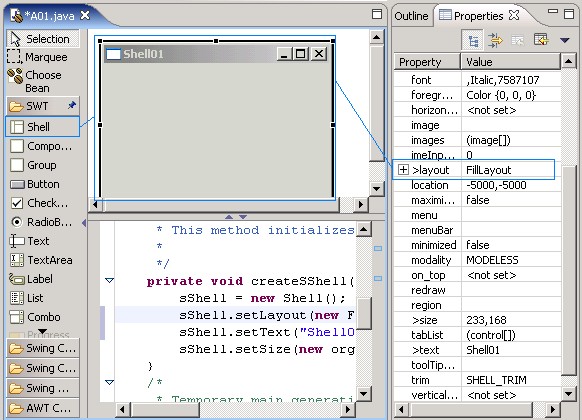 *A01.java
Selection
Marquee
Choose
Bean
SWT
Shell
Compo...
Group
Button
Check...
RadioB...
Text
TextArea
Label
List
Combo
Progress
Swing C...
Swing C...
Swing ...
AWT C...
Shell01
* This method initializes
*
*/
private void createSShell(
sShell = new Shell();
sShell.setLayout(new F
sShell.setText("Shell0
sShell.setSize(new org
}
/*
* Temporary main generati
Outline Properties
Property Value
font ,Italic,7587107
foregr... Color {0, 0, 0}
horizon... <not set>
image
images (image[])
imeInp... 0
>layout FillLayout
location -5000,-5000
maximi... false
menu
menuBar
minimized false
modality MODELESS
on_top <not set>
redraw
region
>size 233,168
tabList (control[])
>text Shell01
toolTip...
trim SHELL_TRIM
vertical... <not set>